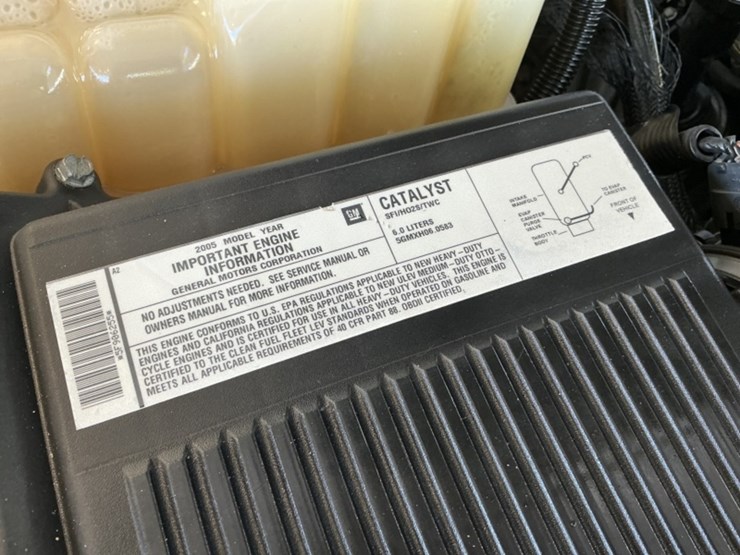 2005 MODEL YEAR
IMPORTANT ENGINE
INFORMATION
GENERAL MOTORS CORPORATION
GM
CATALYST
SFI/HO2S/TWC
6.0 LITERS
5GMXH06.0583
A2
NO ADJUSTMENTS NEEDED. SEE SERVICE MANUAL OR
OWNERS MANUAL FOR MORE INFORMATION.
THIS ENGINE CONFORMS TO U.S. EPA REGULATIONS APPLICABLE TO NEW HEAVY-DUTY
ENGINES AND CALIFORNIA REGULATIONS APPLICABLE TO NEW ULEV MEDIUM-DUTY OTTO-
CYCLE ENGINES AND IS CERTIFIED FOR USE IN ALL HEAVY-DUTY VEHICLES. THIS ENGINE IS
CERTIFIED TO THE CLEAN FUEL FLEET LEV STANDARDS WHEN OPERATED ON GASOLINE AND
MEETS ALL APPLICABLE REQUIREMENTS OF 40 CFR PART 86. OBDII CERTIFIED.
PCV
INTAKE
MANIFOLD
EVAP
CANISTER
PURGE
VALVE
THROTTLE
BODY
TO EVAP
CANISTER
FRONT OF
VEHICLE